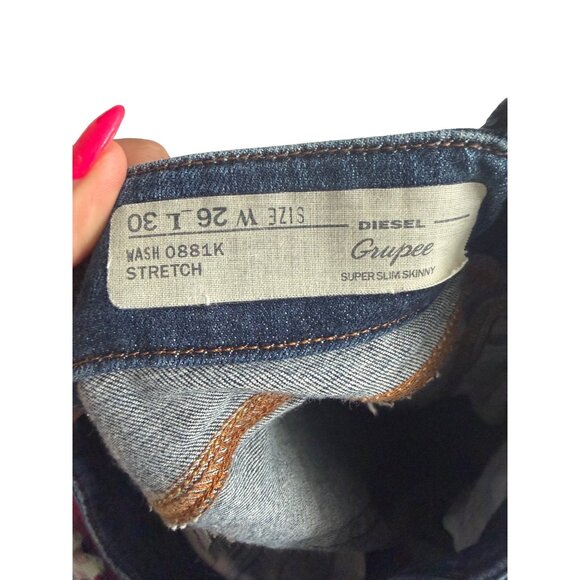 SIZE W 26 L 30
WASH 0881K
STRETCH
DIESEL
Grupee
SUPER SLIM SKINNY